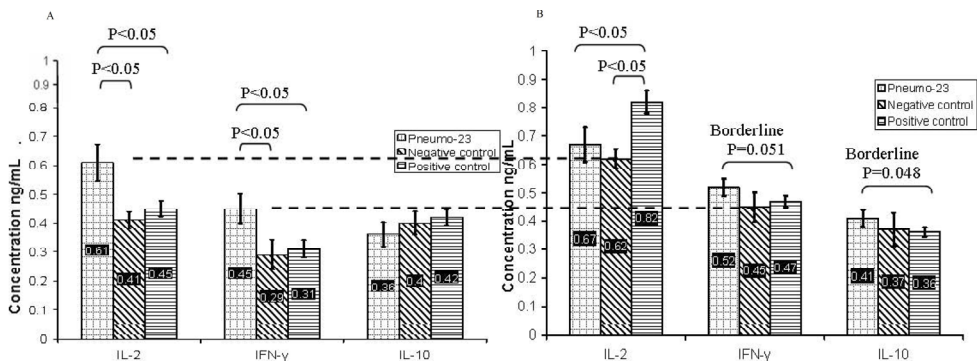 A
P<0.05
P<0.05
P<0.05
P<0.05
Concentration ng/mL
1
0.9
0.8
0.7
0.6
0.5
0.4
0.3
0.2
0.1
0
Pneumo-23
Negative control
Positive control
0.61
0.41
0.45
0.45
0.29
0.31
0.36
0.4
0.42
IL-2
IFN-γ
IL-10
B
P<0.05
P<0.05
Borderline
P=0.051
Borderline
P=0.048
Concentration ng/mL
1
0.9
0.8
0.7
0.6
0.5
0.4
0.3
0.2
0.1
0
Pneumo-23
Negative control
Positive control
0.67
0.62
0.82
0.52
0.45
0.47
0.41
0.37
0.36
IL-2
IFN-γ
IL-10